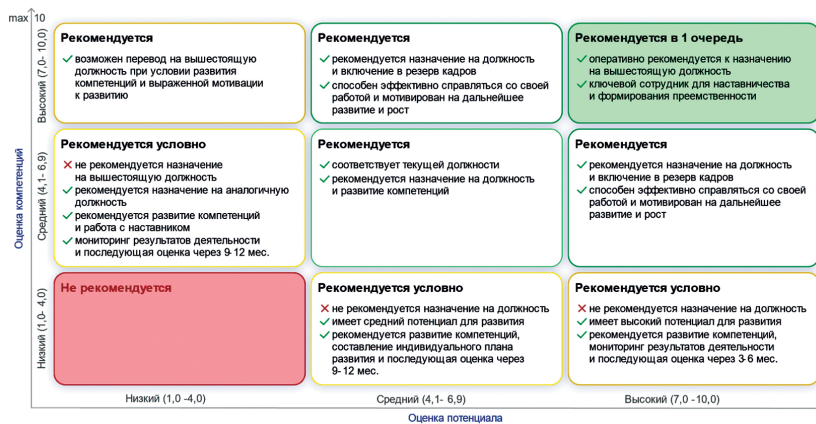 max 10
Оценка компетенций
Высокий (7,0- 10,0)
Рекомендуется
возможен перевод на вышестоящую
должность при условии развития
компетенций и выраженной мотивации
к развитию
Рекомендуется
рекомендуется назначение на должность
и включение в резерв кадров
способен эффективно справляться со своей
работой и мотивирован на дальнейшее
развитие и рост
Рекомендуется в 1 очередь
оперативно рекомендуется к назначению
на вышестоящую должность
ключевой сотрудник для наставничества
и формирования преемственности
Средний (4,1- 6,9)
Рекомендуется условно
не рекомендуется назначение
на вышестоящую должность
рекомендуется назначение на аналогичную
должность
рекомендуется развитие компетенций
и работа с наставником
мониторинг результатов деятельности
и последующая оценка через 9-12 мес.
Рекомендуется
соответствует текущей должности
рекомендуется назначение на должность
и развитие компетенций
Рекомендуется
рекомендуется назначение на должность
и включение в резерв кадров
способен эффективно справляться со своей
работой и мотивирован на дальнейшее
развитие и рост
Низкий (1,0- 4,0)
Не рекомендуется
Рекомендуется условно
не рекомендуется назначение на должность
имеет средний потенциал для развития
рекомендуется развитие компетенций,
составление индивидуального плана
развития и последующая оценка через
9-12 мес.
Рекомендуется условно
не рекомендуется назначение на должность
имеет высокий потенциал для развития
рекомендуется развитие компетенций,
мониторинг результатов деятельности
и последующая оценка через 3-6 мес.
Низкий (1,0 -4,0)
Средний (4,1- 6,9)
Высокий (7,0 -10,0)
Оценка потенциала